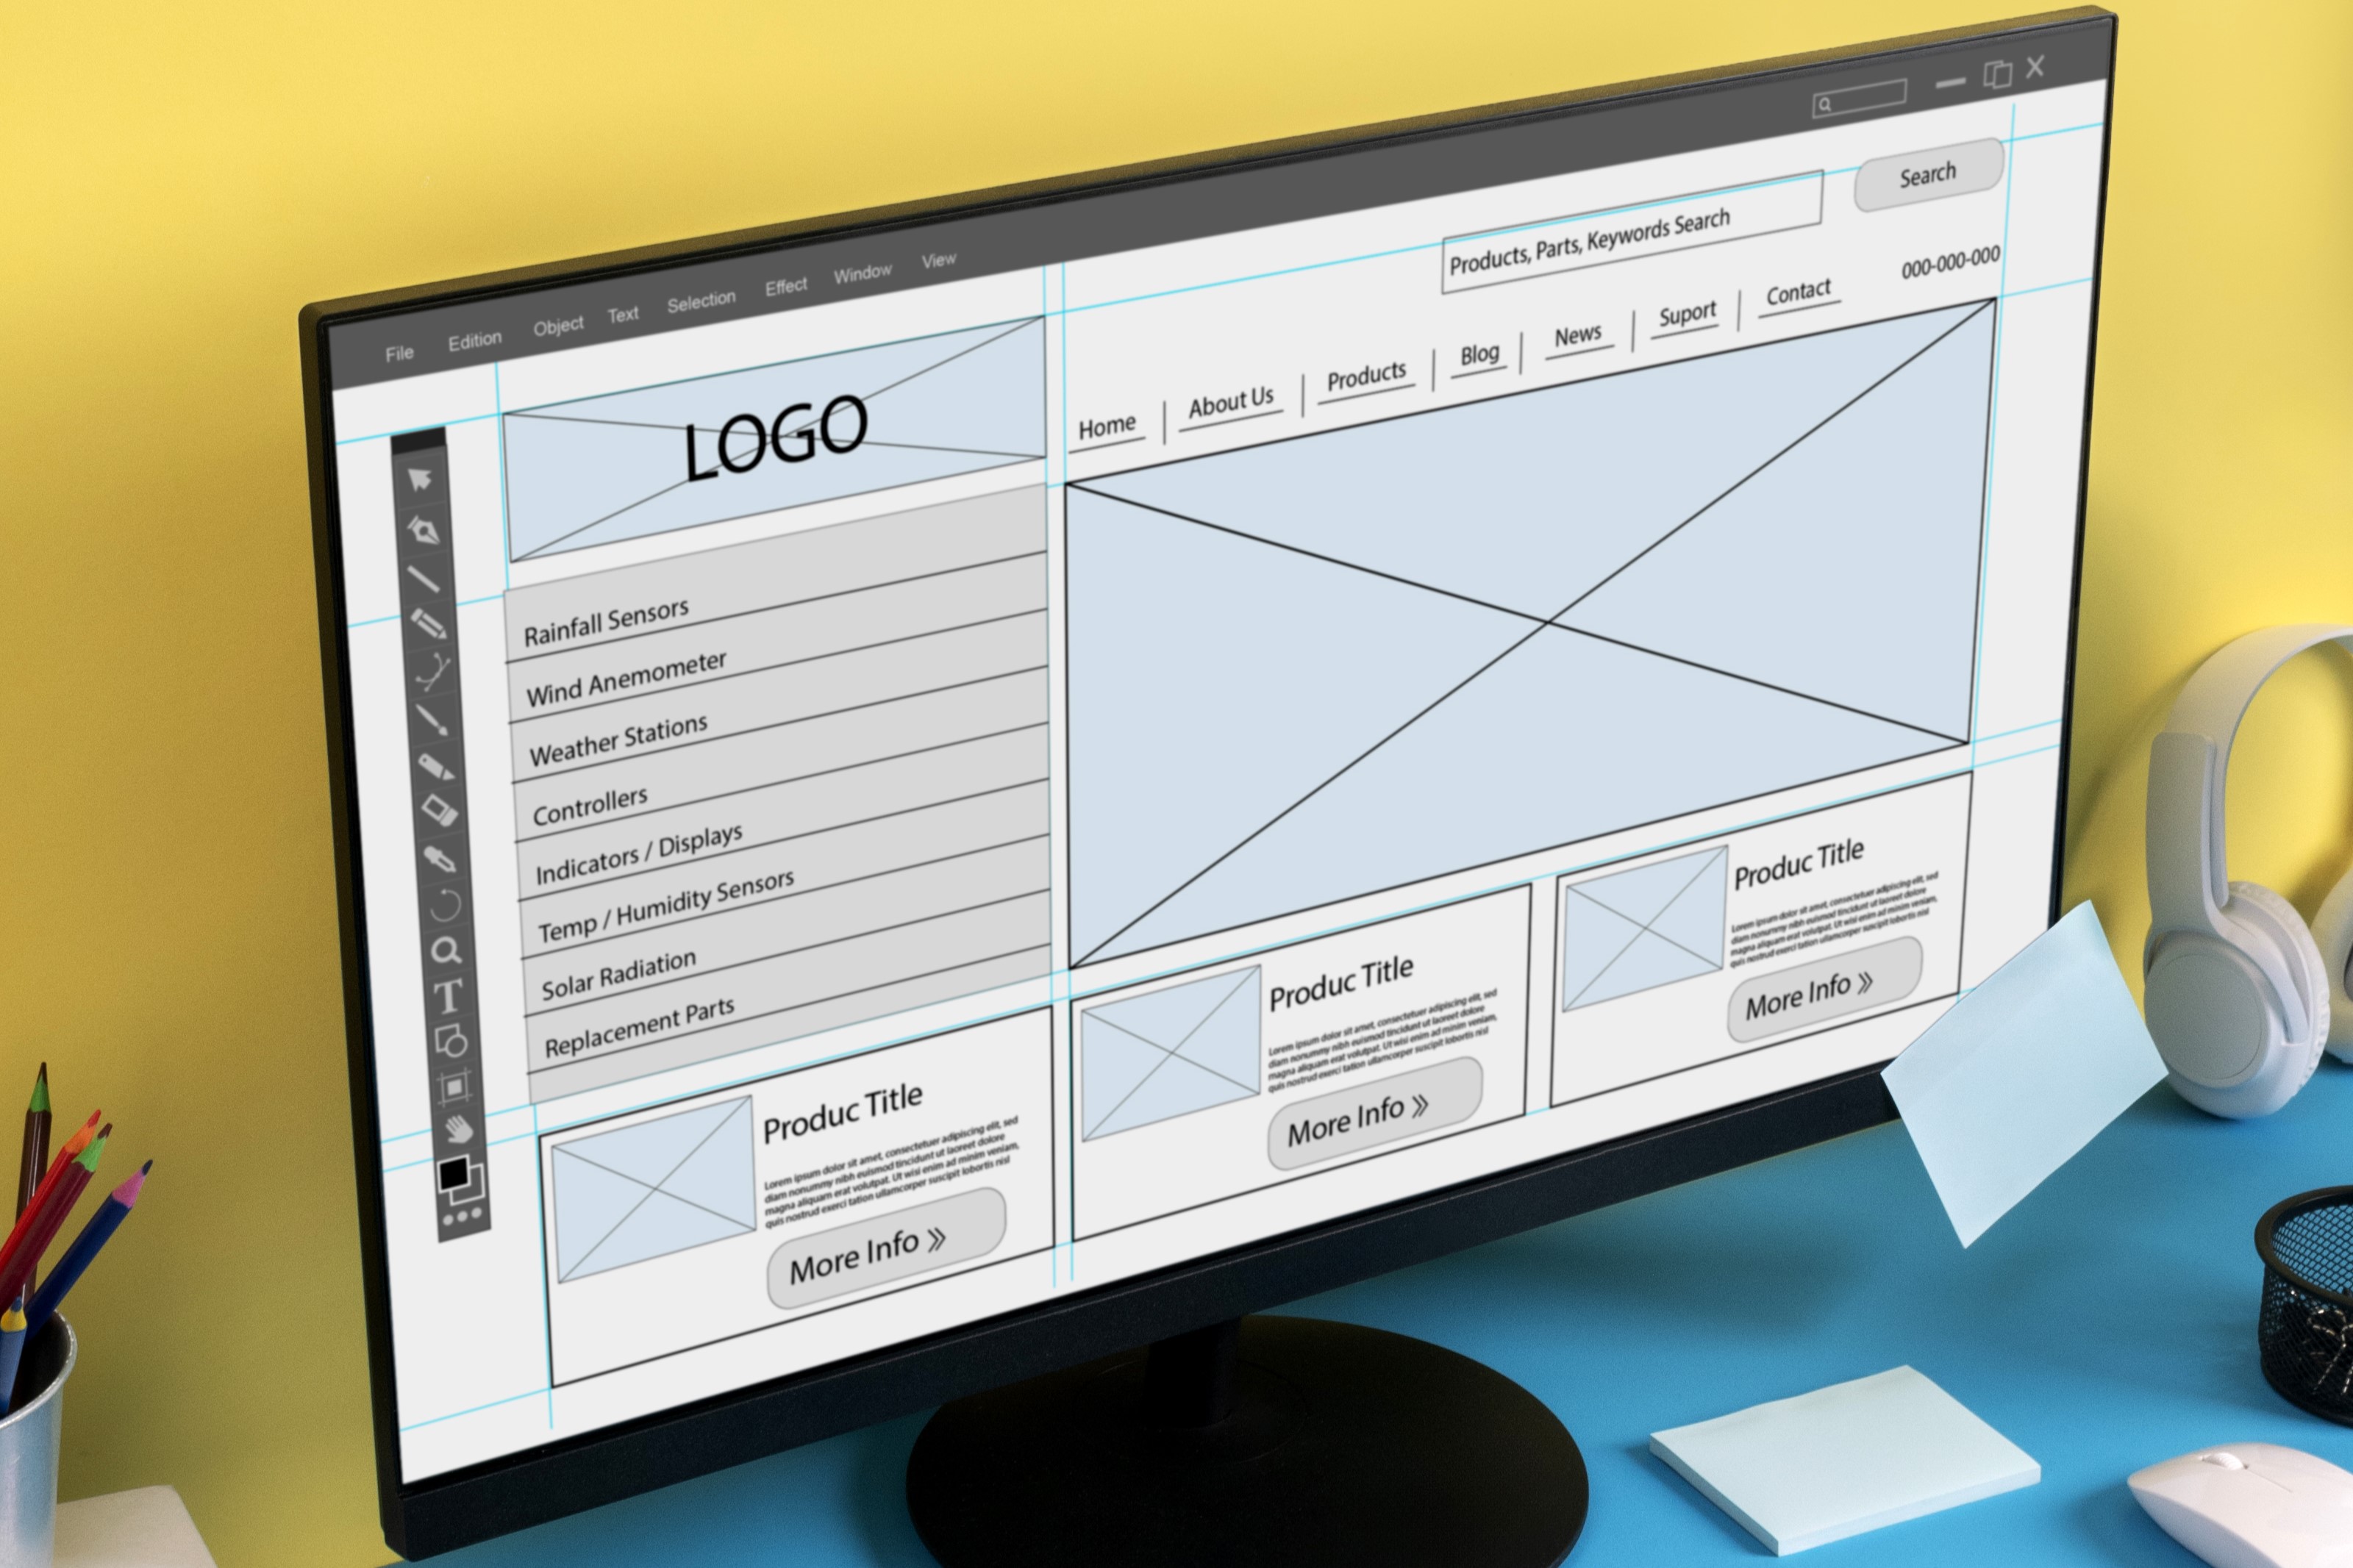 File Edition Object Text Selection Effect Window View
Search
Products, Parts, Keywords Search
000-000-000
Home | About Us | Products | Blog | News | Suport | Contact
LOGO
Rainfall Sensors
Wind Anemometer
Weather Stations
Controllers
Indicators / Displays
Temp / Humidity Sensors
Solar Radiation
Replacement Parts
Produc Title
Lorem ipsum dolor sit amet, consectetuer adipiscing elit, sed
diam nonummy nibh euismod tincidunt ut laoreet dolore
magna aliquam erat volutpat. Ut wisi enim ad minim veniam,
quis nostrud exerci tation ullamcorper suscipit lobortis nisl
More Info »
Produc Title
Lorem ipsum dolor sit amet, consectetuer adipiscing elit, sed
diam nonummy nibh euismod tincidunt ut laoreet dolore
magna aliquam erat volutpat. Ut wisi enim ad minim veniam,
quis nostrud exerci tation ullamcorper suscipit lobortis nisl
More Info »
Produc Title
Lorem ipsum dolor sit amet, consectetuer adipiscing elit, sed
diam nonummy nibh euismod tincidunt ut laoreet dolore
magna aliquam erat volutpat. Ut wisi enim ad minim veniam,
quis nostrud exerci tation ullamcorper suscipit lobortis nisl
More Info »